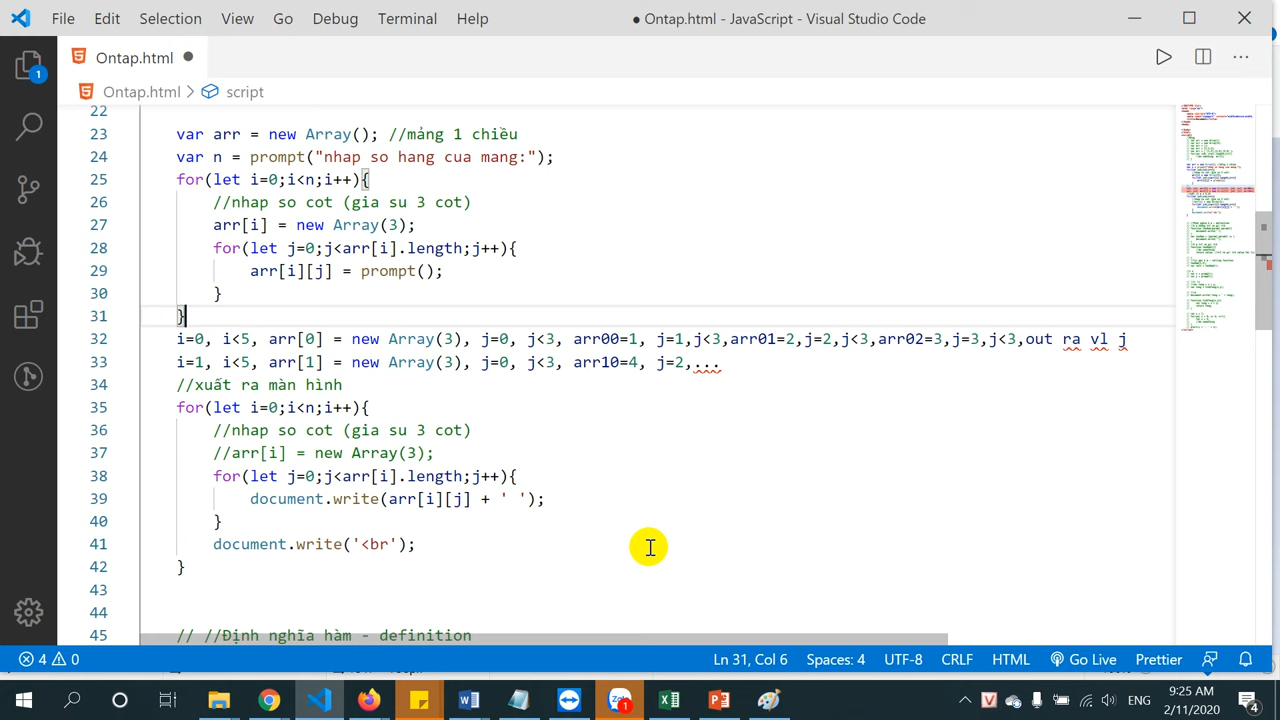 File Edit Selection View Go Debug Terminal Help
● Ontap.html - JavaScript - Visual Studio Code
1
Ontap.html ●
Ontap.html > script
22
23 var arr = new Array(); //mảng 1 chiều
24 var n = prompt("nhap so hang cua mang:");
25 for(let i=0;i<n;i++){
26 //nhap so cot (gia su 3 cot)
27 arr[i] = new Array(3);
28 for(let j=0;j<arr[i].length;j++){
29 arr[i][j] = prompt();
30 }
31 }
32 i=0, i<5, arr[0] = new Array(3), j=0, j<3, arr00=1, j=1,j<3,arr01=2,j=2,j<3,arr02=3,j=3,j<3,out ra vl j
33 i=1, i<5, arr[1] = new Array(3), j=0, j<3, arr10=4, j=2,...
34 //xuất ra màn hình
35 for(let i=0;i<n;i++){
36 //nhap so cot (gia su 3 cot)
37 //arr[i] = new Array(3);
38 for(let j=0;j<arr[i].length;j++){
39 document.write(arr[i][j] + ' ');
40 }
41 document.write('<br');
42 }
43
44
45 // //Định nghĩa hàm - definition
4 0
Ln 31, Col 6 Spaces: 4 UTF-8 CRLF HTML Go Live Prettier
ENG
9:25 AM
2/11/2020
4